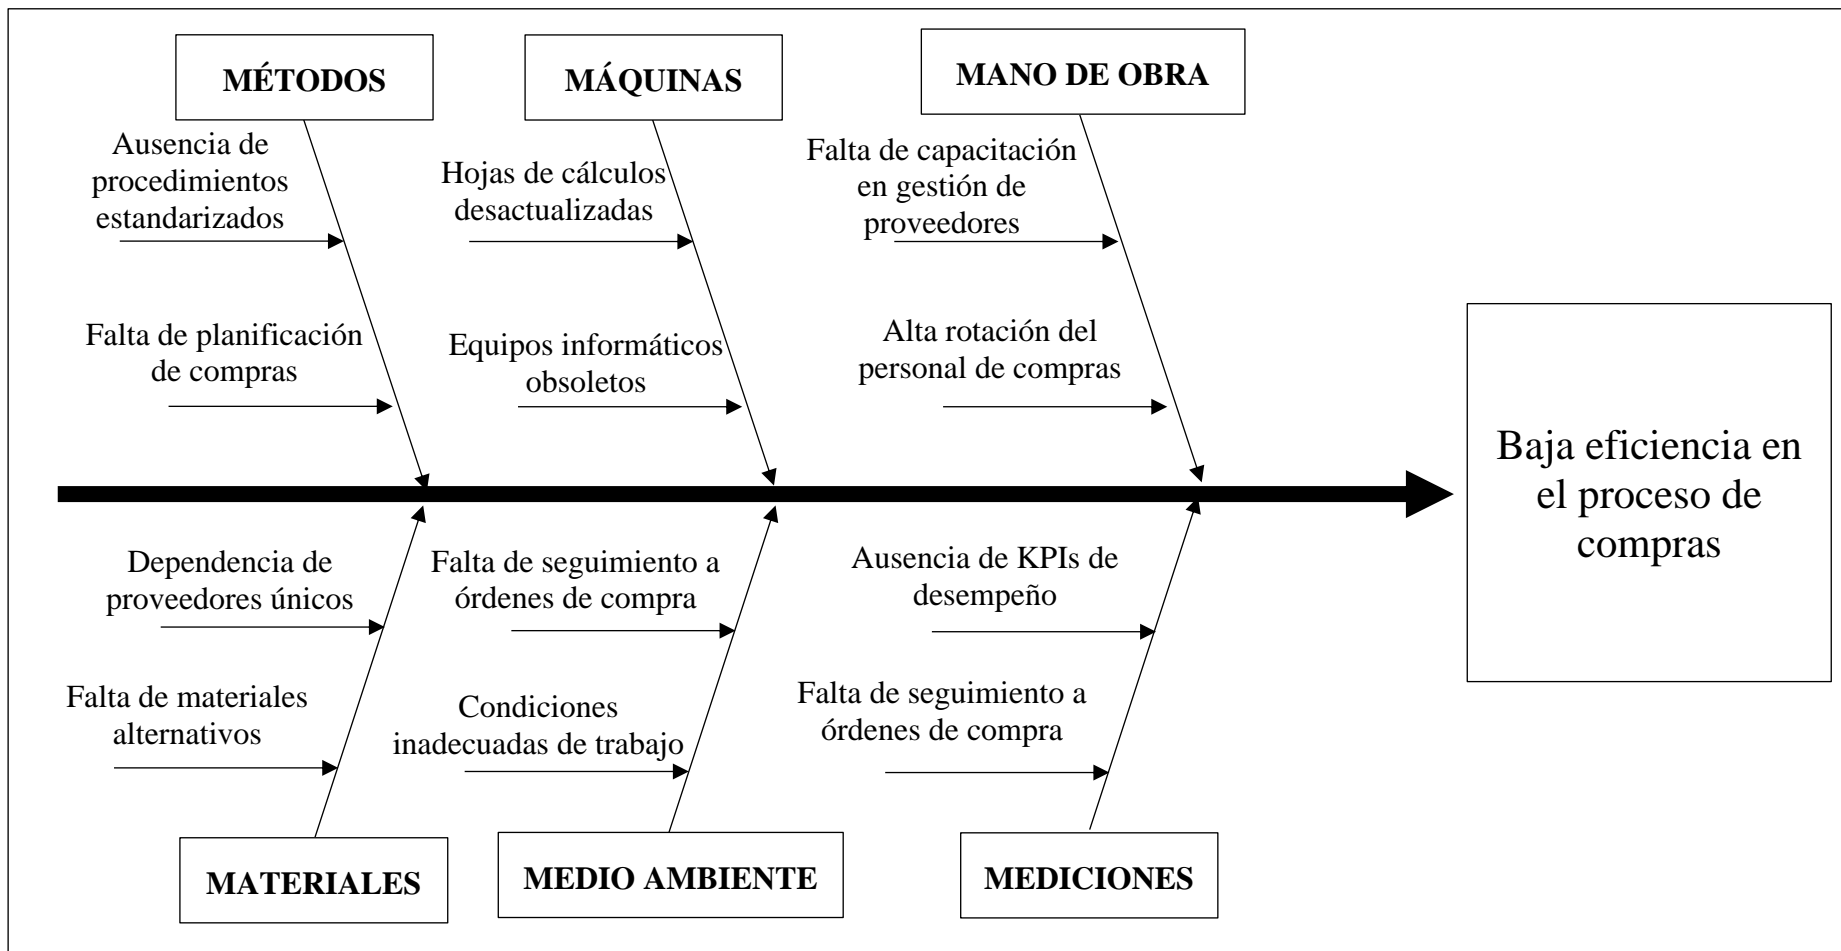 MÉTODOS
MÁQUINAS
MANO DE OBRA
Ausencia de
procedimientos
estandarizados
Hojas de cálculos
desactualizadas
Falta de capacitación
en gestión de
proveedores
Falta de planificación
de compras
Equipos informáticos
obsoletos
Alta rotación del
personal de compras
Baja eficiencia en
el proceso de
compras
Dependencia de
proveedores únicos
Falta de seguimiento a
órdenes de compra
Ausencia de KPIs de
desempeño
Falta de materiales
alternativos
Condiciones
inadecuadas de trabajo
Falta de seguimiento a
órdenes de compra
MATERIALES
MEDIO AMBIENTE
MEDICIONES